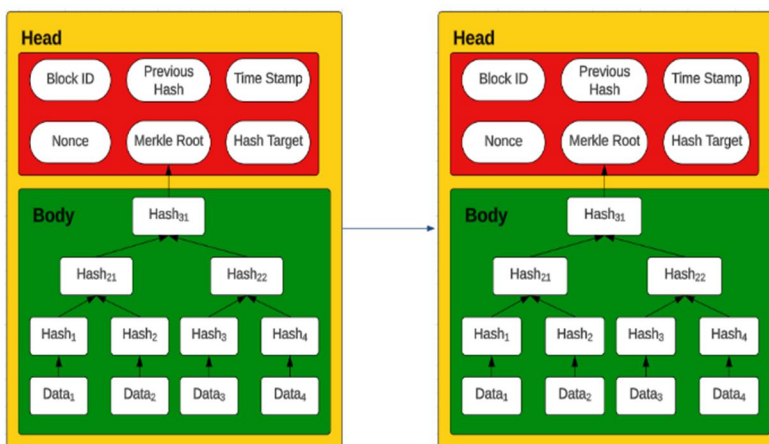 Head
Block ID
Previous
Hash
Time Stamp
Nonce
Merkle Root
Hash Target
Body
Hash₃₁
Hash₂₁
Hash₂₂
Hash₁
Hash₂
Hash₃
Hash₄
Data₁
Data₂
Data₃
Data₄
Head
Block ID
Previous
Hash
Time Stamp
Nonce
Merkle Root
Hash Target
Body
Hash₃₁
Hash₂₁
Hash₂₂
Hash₁
Hash₂
Hash₃
Hash₄
Data₁
Data₂
Data₃
Data₄